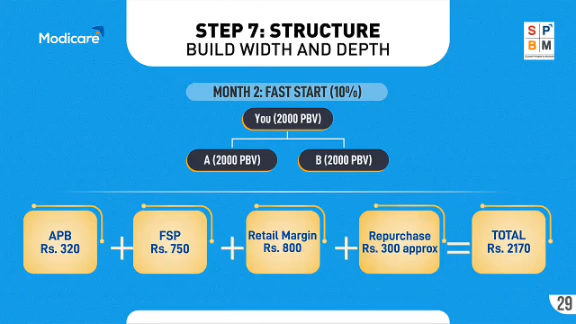 Modicare
STEP 7: STRUCTURE
BUILD WIDTH AND DEPTH
S P
B M
MONTH 2: FAST START (10%)
You (2000 PBV)
A (2000 PBV)
B (2000 PBV)
APB
Rs. 320
+
FSP
Rs. 750
+
Retail Margin
Rs. 800
+
Repurchase
Rs. 300 approx
=
TOTAL
Rs. 2170
29